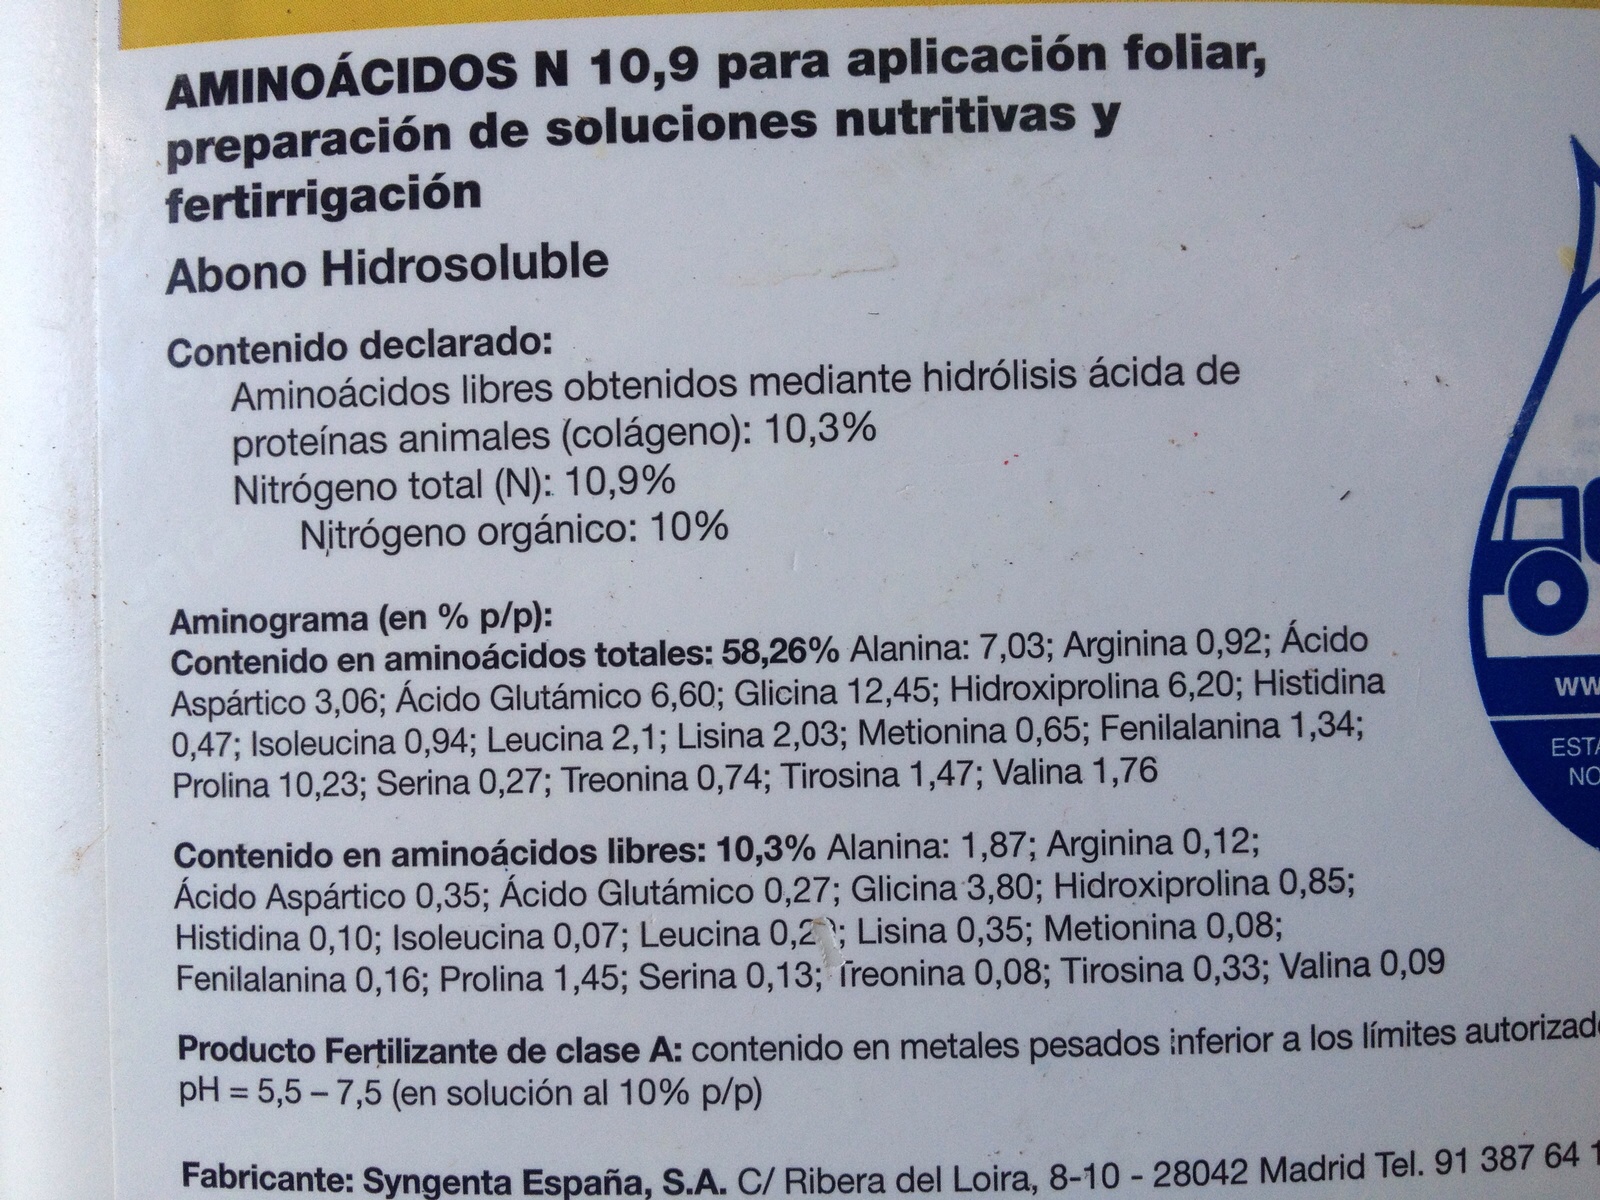 AMINOÁCIDOS N 10,9 para aplicación foliar,
preparación de soluciones nutritivas y
fertirrigación
Abono Hidrosoluble
Contenido declarado:
Aminoácidos libres obtenidos mediante hidrólisis ácida de
proteínas animales (colágeno): 10,3%
Nitrógeno total (N): 10,9%
Nitrógeno orgánico: 10%
Aminograma (en % p/p):
Contenido en aminoácidos totales: 58,26% Alanina: 7,03; Arginina 0,92; Ácido
Aspártico 3,06; Ácido Glutámico 6,60; Glicina 12,45; Hidroxiprolina 6,20; Histidina
0,47; Isoleucina 0,94; Leucina 2,1; Lisina 2,03; Metionina 0,65; Fenilalanina 1,34;
Prolina 10,23; Serina 0,27; Treonina 0,74; Tirosina 1,47; Valina 1,76
Contenido en aminoácidos libres: 10,3% Alanina: 1,87; Arginina 0,12;
Ácido Aspártico 0,35; Ácido Glutámico 0,27; Glicina 3,80; Hidroxiprolina 0,85;
Histidina 0,10; Isoleucina 0,07; Leucina Lisina 0,35; Metionina 0,08;
Fenilalanina 0,16; Prolina 1,45; Serina 0,13; Treonina 0,08; Tirosina 0,33; Valina 0,09
Producto Fertilizante de clase A: contenido en metales pesados inferior a los límites
pH = 5,5 – 7,5 (en solución al 10% p/p)
Fabricante: Syngenta España, S.A. C/ Ribera del Loira, 8-10 - 28042 Madrid Tel. 91 387 64